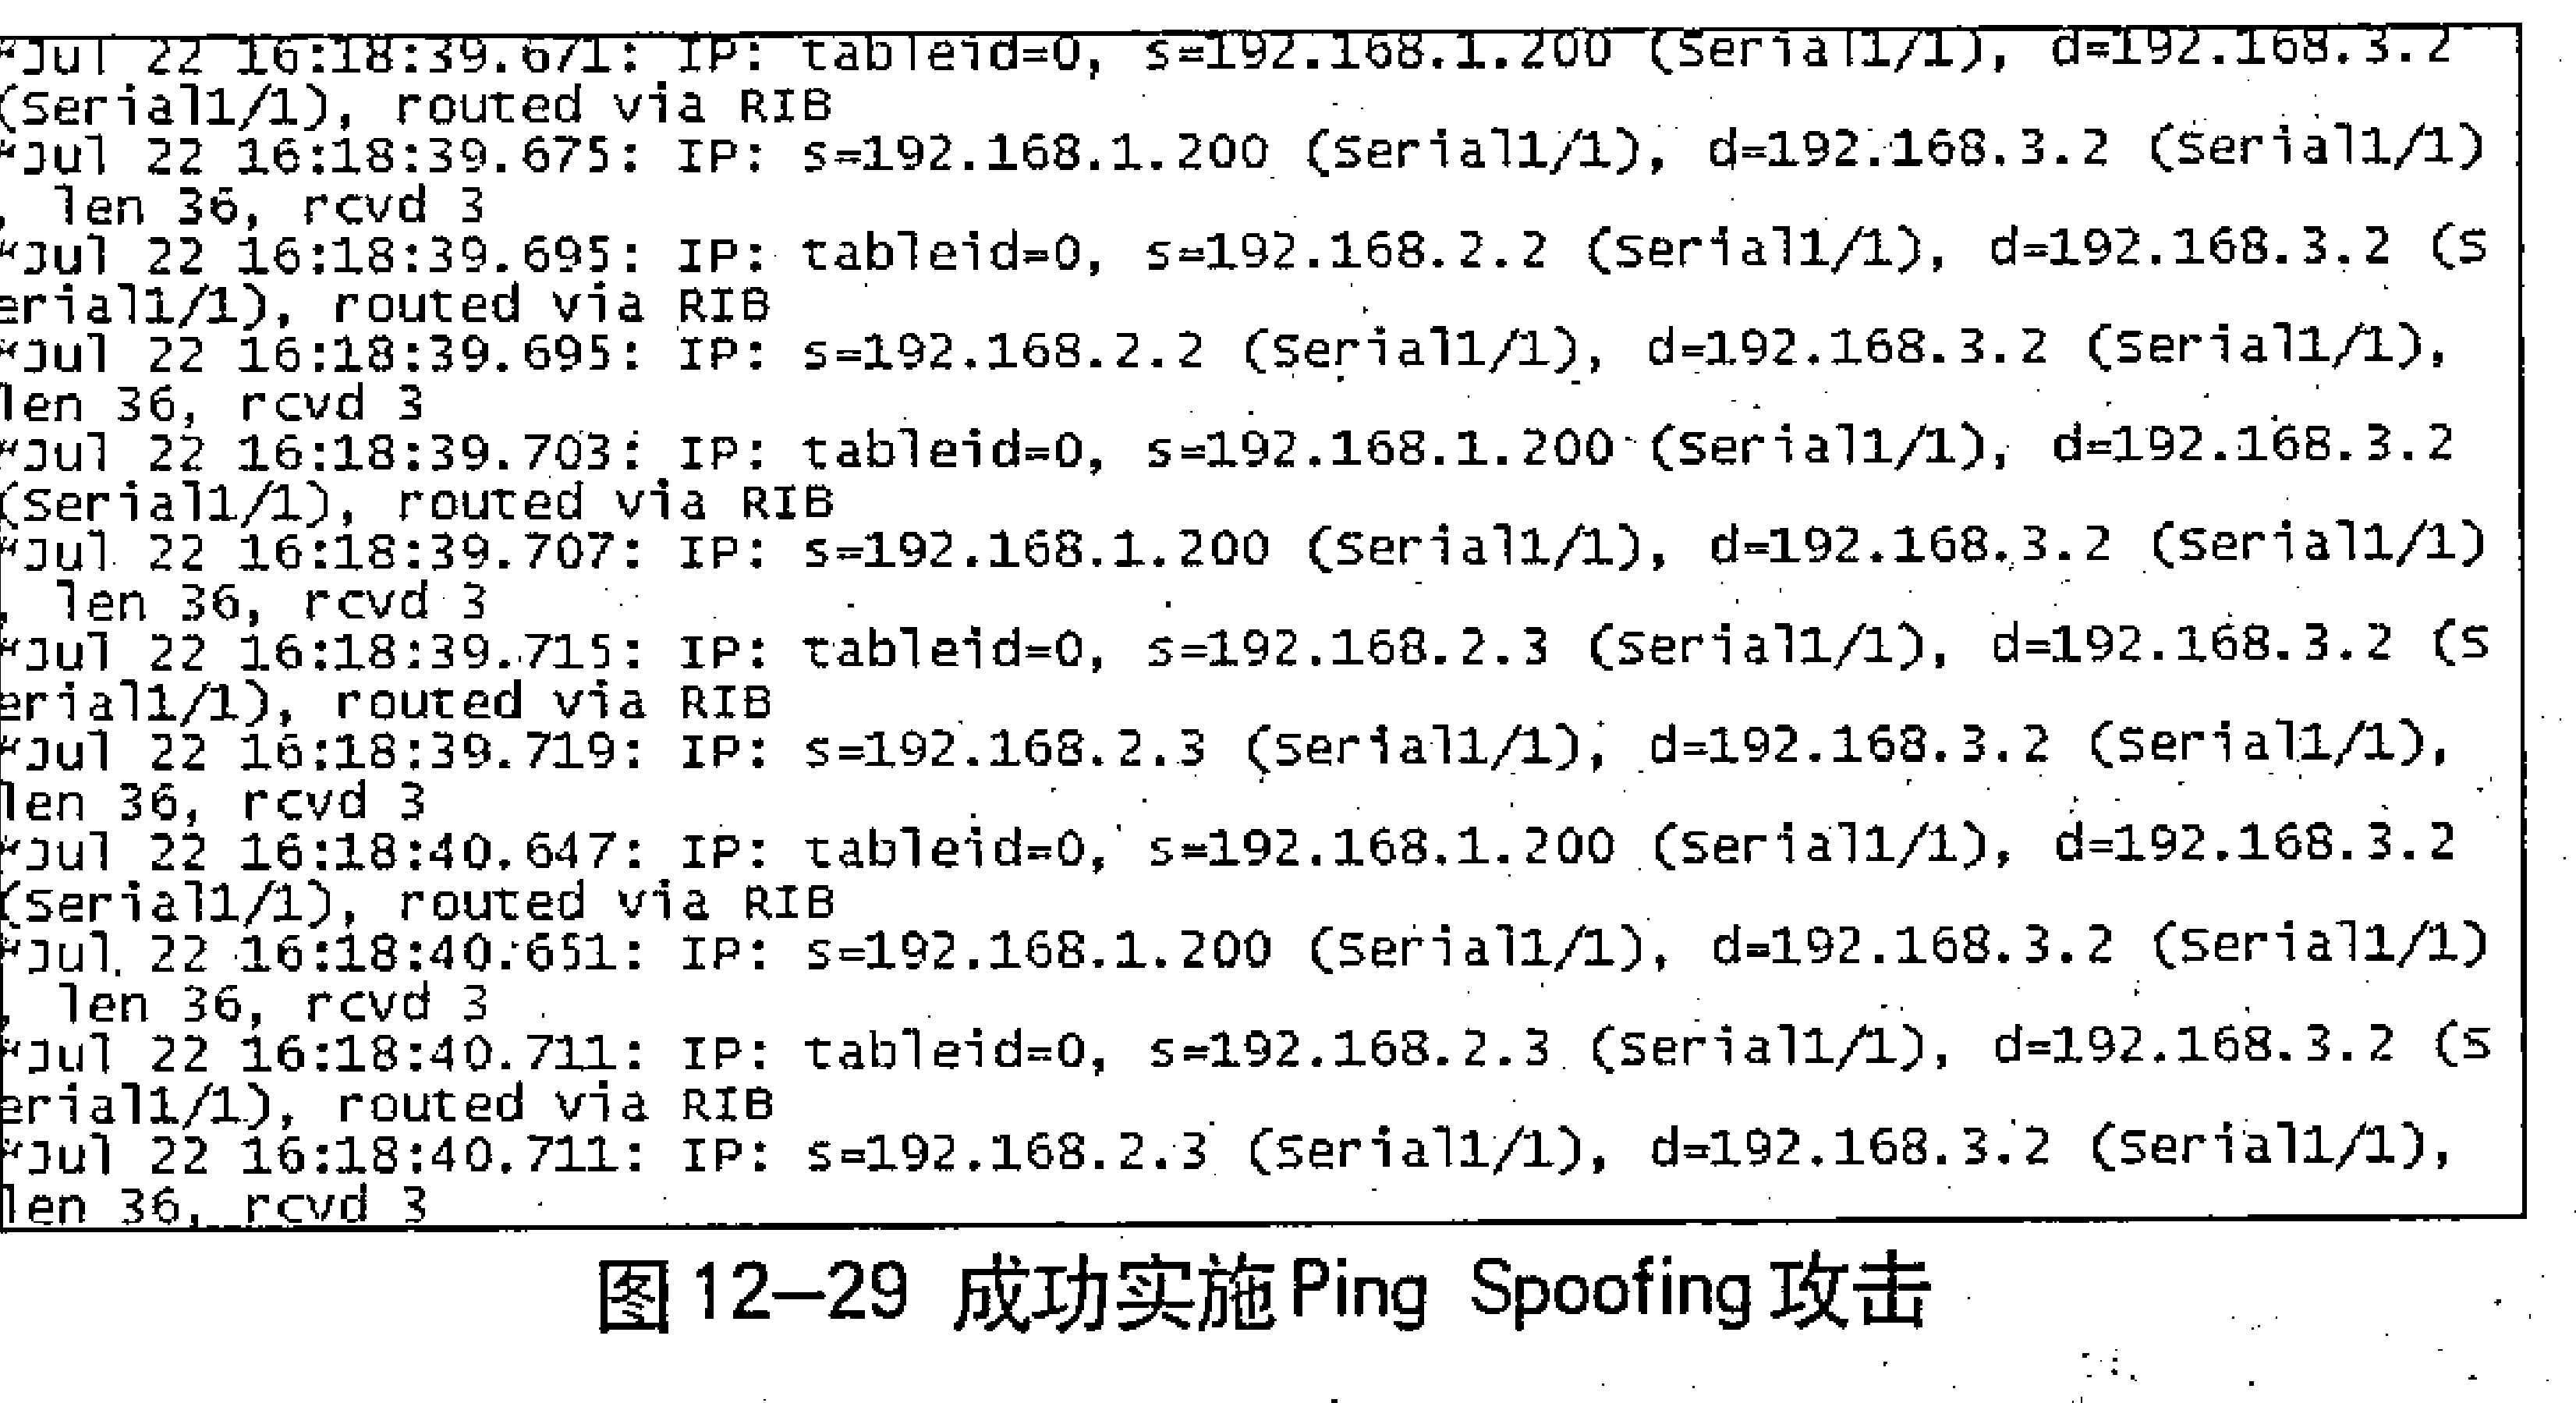 *Jul 22 16:18:39.671: IP: tableid=0, s=192.168.1.200 (Serial1/1), d=192.168.3.2
(Serial1/1), routed via RIB
*Jul 22 16:18:39.675: IP: s=192.168.1.200 (Serial1/1), d=192.168.3.2 (Serial1/1)
, len 36, rcvd 3
*Jul 22 16:18:39.695: IP: tableid=0, s=192.168.2.2 (Serial1/1), d=192.168.3.2 (S
erial1/1), routed via RIB
*Jul 22 16:18:39.695: IP: s=192.168.2.2 (Serial1/1), d=192.168.3.2 (Serial1/1),
len 36, rcvd 3
*Jul 22 16:18:39.703: IP: tableid=0, s=192.168.1.200 (Serial1/1), d=192.168.3.2
(Serial1/1), routed via RIB
*Jul 22 16:18:39.707: IP: s=192.168.1.200 (Serial1/1), d=192.168.3.2 (Serial1/1)
, len 36, rcvd 3
*Jul 22 16:18:39.715: IP: tableid=0, s=192.168.2.3 (Serial1/1), d=192.168.3.2 (S
erial1/1), routed via RIB
*Jul 22 16:18:39.719: IP: s=192.168.2.3 (Serial1/1), d=192.168.3.2 (Serial1/1),
len 36, rcvd 3
*Jul 22 16:18:40.647: IP: tableid=0, s=192.168.1.200 (Serial1/1), d=192.168.3.2
(Serial1/1), routed via RIB
*Jul 22 16:18:40.651: IP: s=192.168.1.200 (Serial1/1), d=192.168.3.2 (Serial1/1)
, len 36, rcvd 3
*Jul 22 16:18:40.711: IP: tableid=0, s=192.168.2.3 (Serial1/1), d=192.168.3.2 (S
erial1/1), routed via RIB
*Jul 22 16:18:40.711: IP: s=192.168.2.3 (Serial1/1), d=192.168.3.2 (Serial1/1),
len 36, rcvd 3
图 12-29 成功实施 Ping Spoofing 攻击